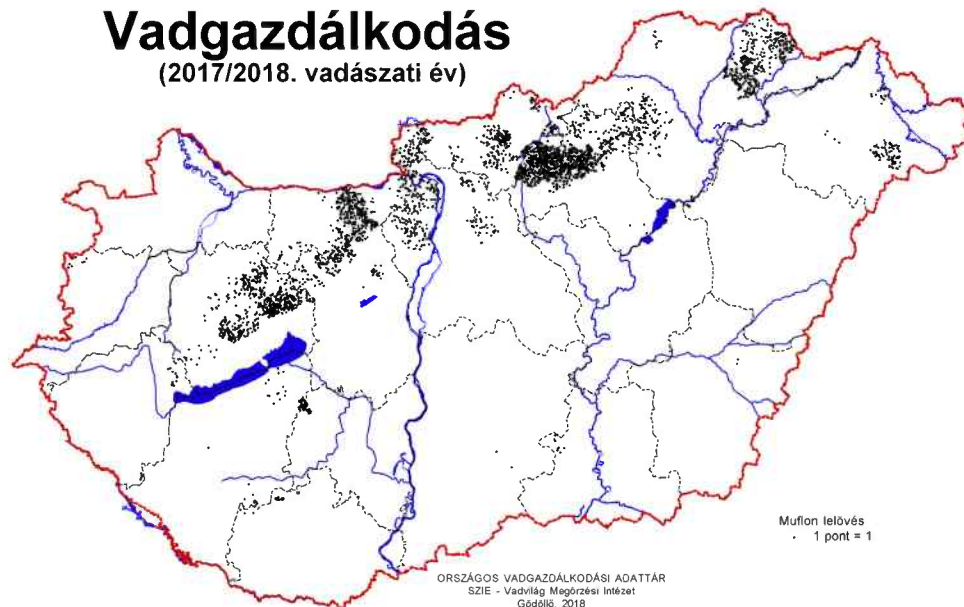 Vadgazdálkodás
(2017/2018. vadászati év)
Muflon lelövés
1 pont = 1
ORSZÁGOS VADGAZDÁLKODÁSI ADATTÁR
SZIE - Vadvilág Megőrzési Intézet
Gödöllő, 2018